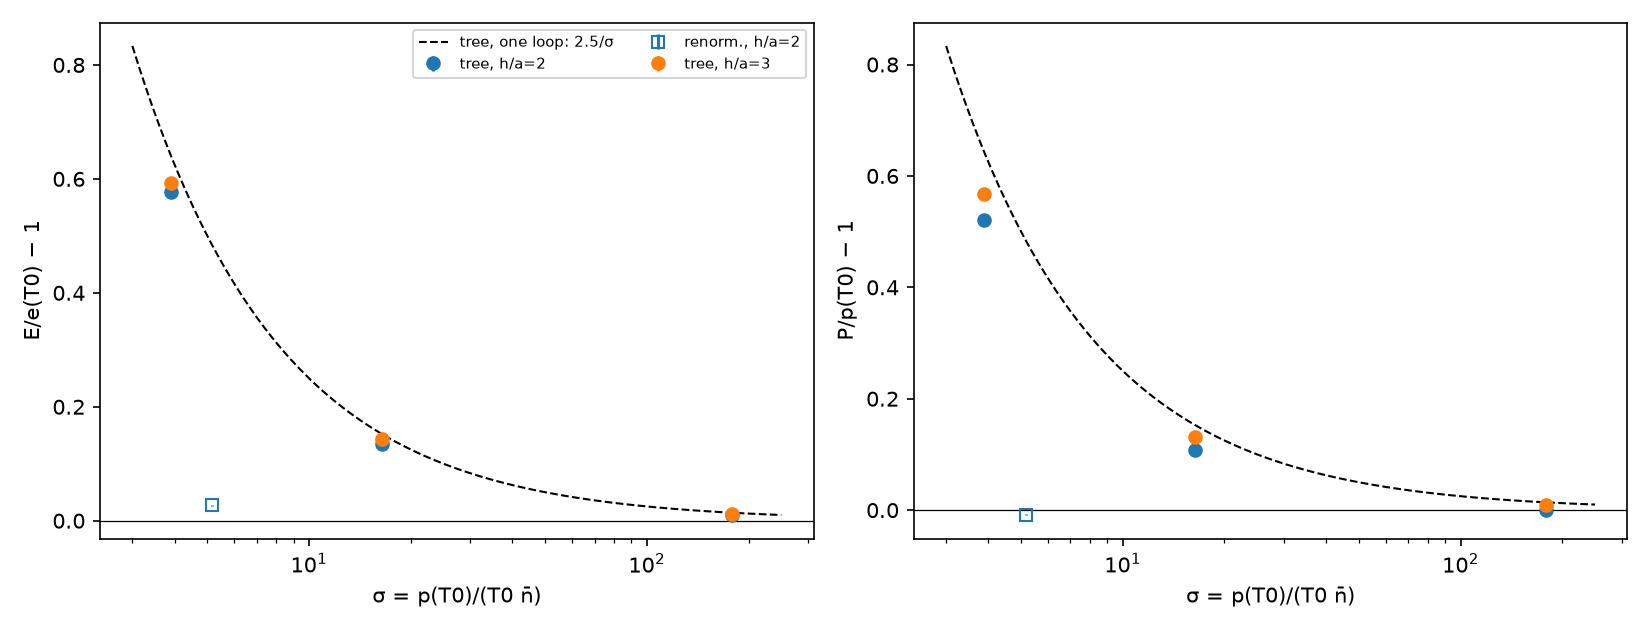 tree, one loop: 2.5/σ
tree, h/a=2
renorm., h/a=2
tree, h/a=3
E/e(T0) − 1
0.8
0.6
0.4
0.2
0.0
10¹
10²
σ = p(T0)/(T0 n̄)
P/p(T0) − 1
0.8
0.6
0.4
0.2
0.0
10¹
10²
σ = p(T0)/(T0 n̄)